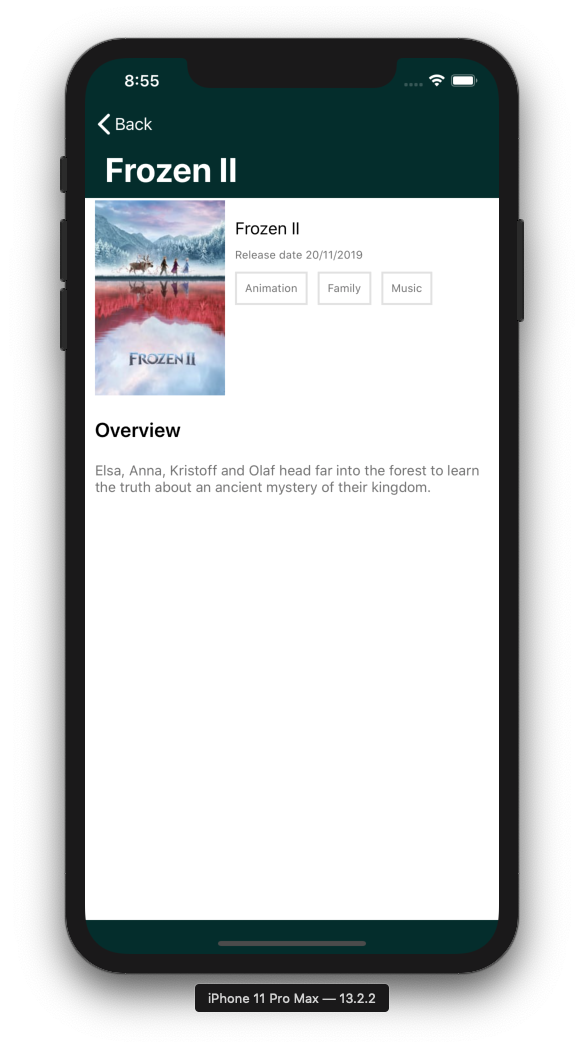 8:55
Back
Frozen II
Frozen II
Release date 20/11/2019
Animation Family Music
FROZEN II
Overview
Elsa, Anna, Kristoff and Olaf head far into the forest to learn
the truth about an ancient mystery of their kingdom.
iPhone 11 Pro Max — 13.2.2